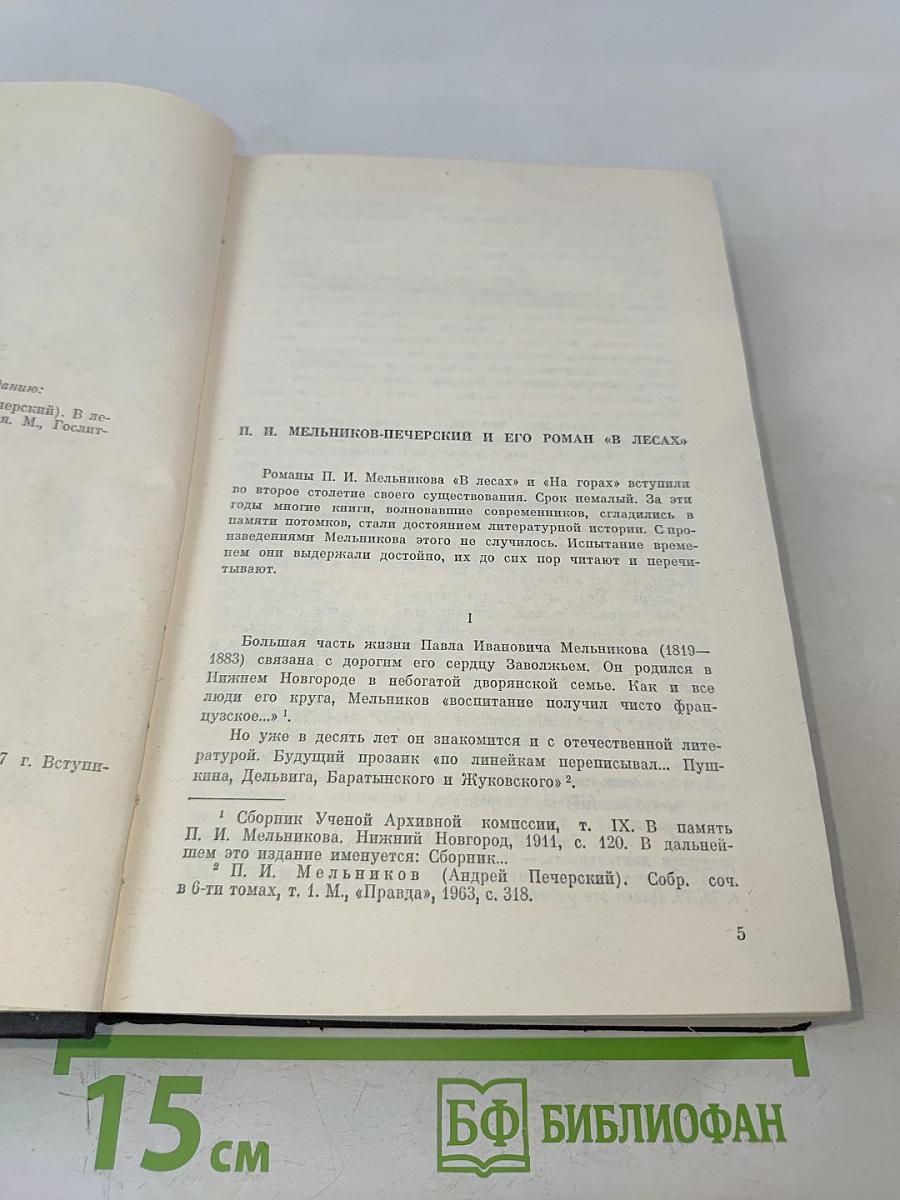 данию:
черский). В ле-
я. М., Гослит-
7 г. Вступи-
П. И. МЕЛЬНИКОВ-ПЕЧЕРСКИЙ И ЕГО РОМАН «В ЛЕСАХ»
Романы П. И. Мельникова «В лесах» и «На горах» вступили
во второе столетие своего существования. Срок немалый. За эти
годы многие книги, волновавшие современников, сгладились в
памяти потомков, стали достоянием литературной истории. С про-
изведениями Мельникова этого не случилось. Испытание време-
нем они выдержали достойно, их до сих пор читают и перечи-
тывают.
I
Большая часть жизни Павла Ивановича Мельникова (1819—
1883) связана с дорогим его сердцу Заволжьем. Он родился в
Нижнем Новгороде в небогатой дворянской семье. Как и все
люди его круга, Мельников «воспитание получил чисто фран-
цузское...» ¹.
Но уже в десять лет он знакомится и с отечественной лите-
ратурой. Будущий прозаик «по линейкам переписывал... Пуш-
кина, Дельвига, Баратынского и Жуковского» ².
¹ Сборник Ученой Архивной комиссии, т. IX. В память
П. И. Мельникова. Нижний Новгород, 1911, с. 120. В дальней-
шем это издание именуется: Сборник...
² П. И. Мельников (Андрей Печерский). Собр. соч.
в 6-ти томах, т. 1. М., «Правда», 1963, с. 318.
5
15 см
БФ БИБЛИОФАН